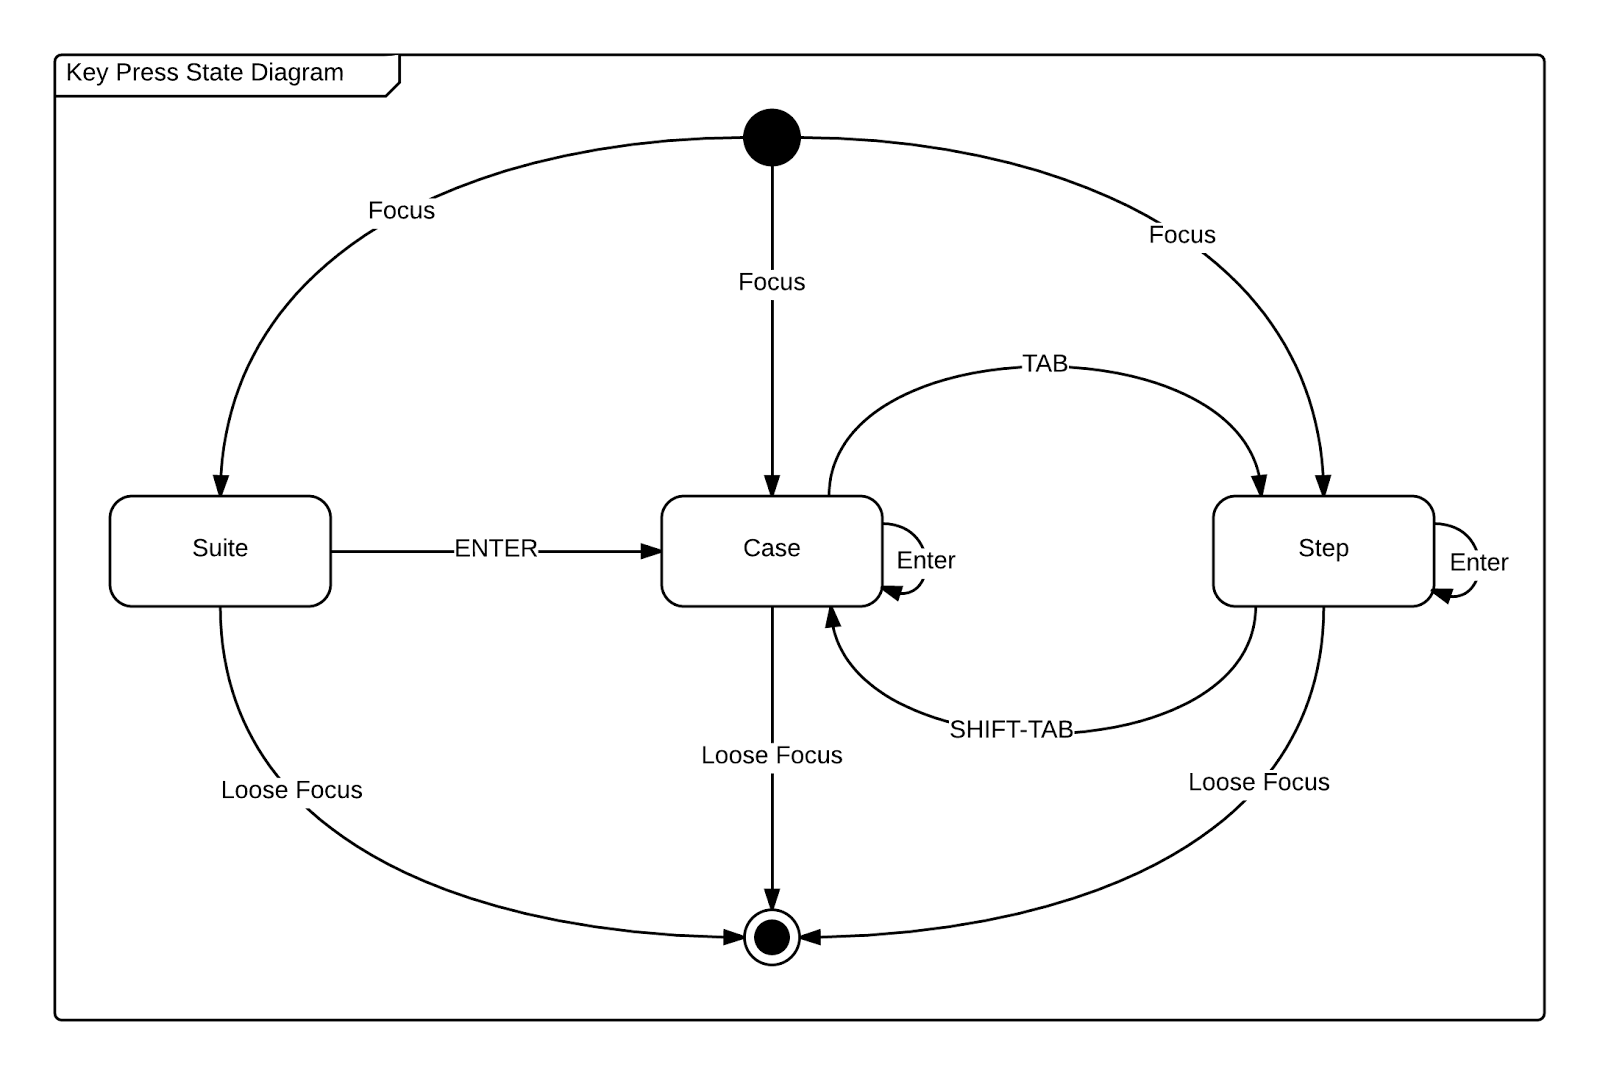 Key Press State Diagram
Focus
Focus
Focus
TAB
Suite
ENTER
Case
Enter
Step
Enter
SHIFT-TAB
Loose Focus
Loose Focus
Loose Focus